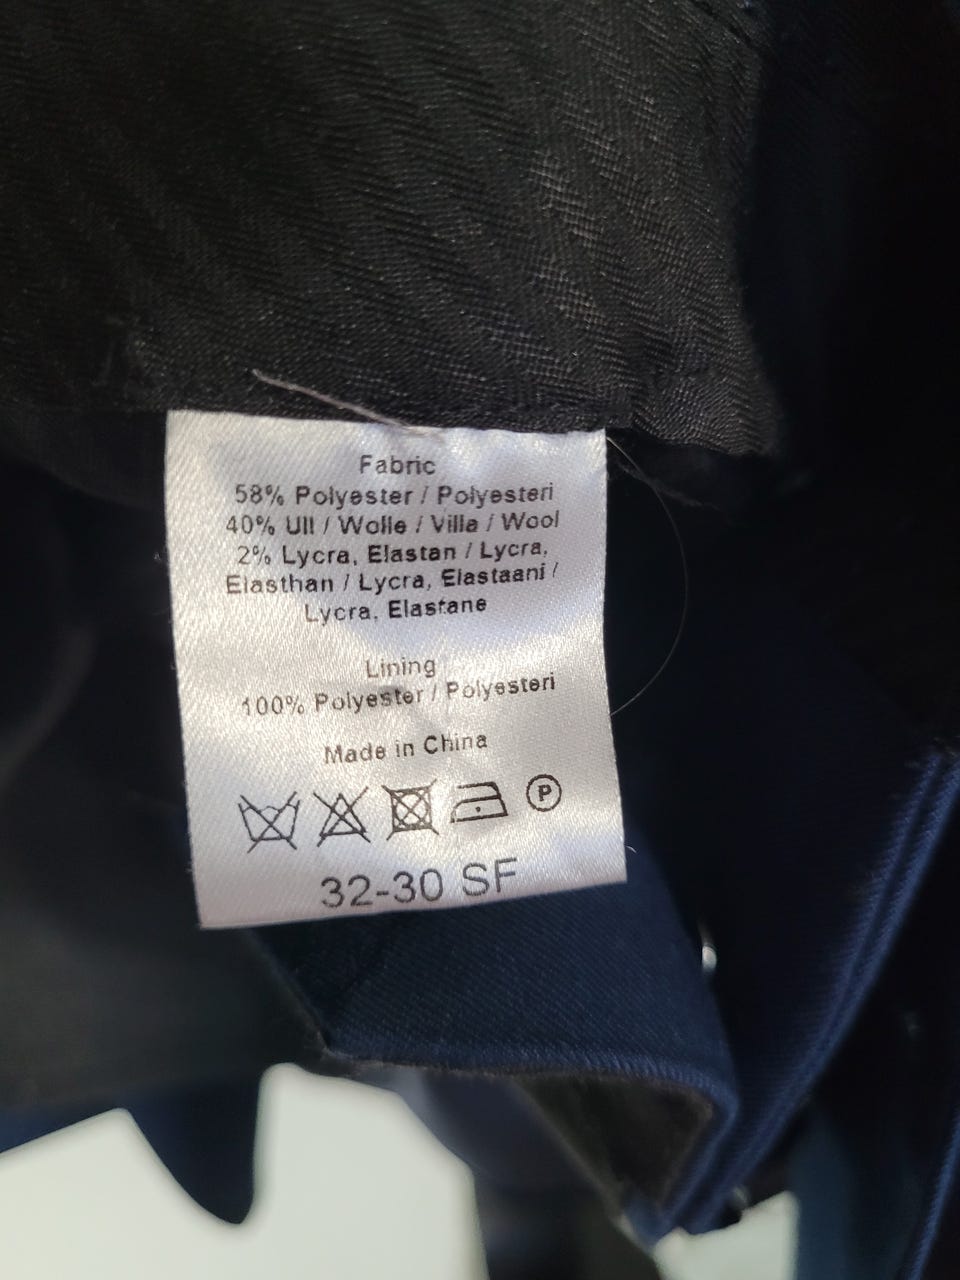 Fabric
58% Polyester / Polyesteri
40% Ull / Wolle / Villa / Wool
2% Lycra, Elastan / Lycra,
Elasthan / Lycra, Elastaani /
Lycra, Elastane
Lining
100% Polyester / Polyesteri
Made in China
P
32-30 SF